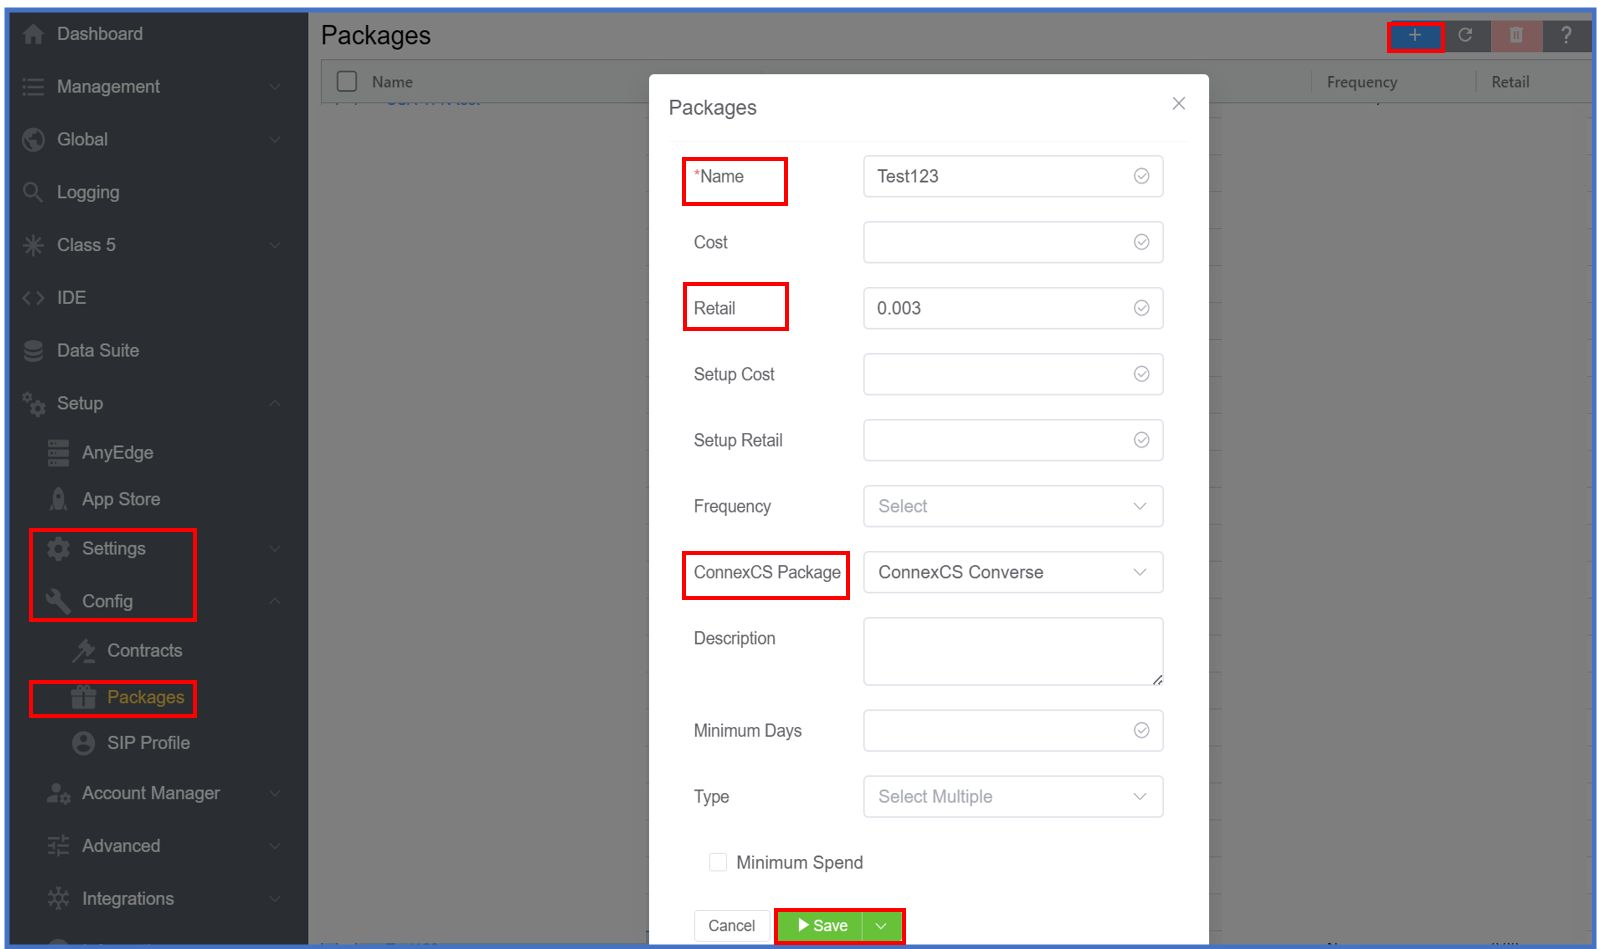 Dashboard
Management
Global
Logging
Class 5
IDE
Data Suite
Setup
AnyEdge
App Store
Settings
Config
Contracts
Packages
SIP Profile
Account Manager
Advanced
Integrations
Packages
+
?
Name
Frequency
Retail
Packages
*Name
Test123
Cost
Retail
0.003
Setup Cost
Setup Retail
Frequency
Select
ConnexCS Package
ConnexCS Converse
Description
Minimum Days
Type
Select Multiple
Minimum Spend
Cancel
Save